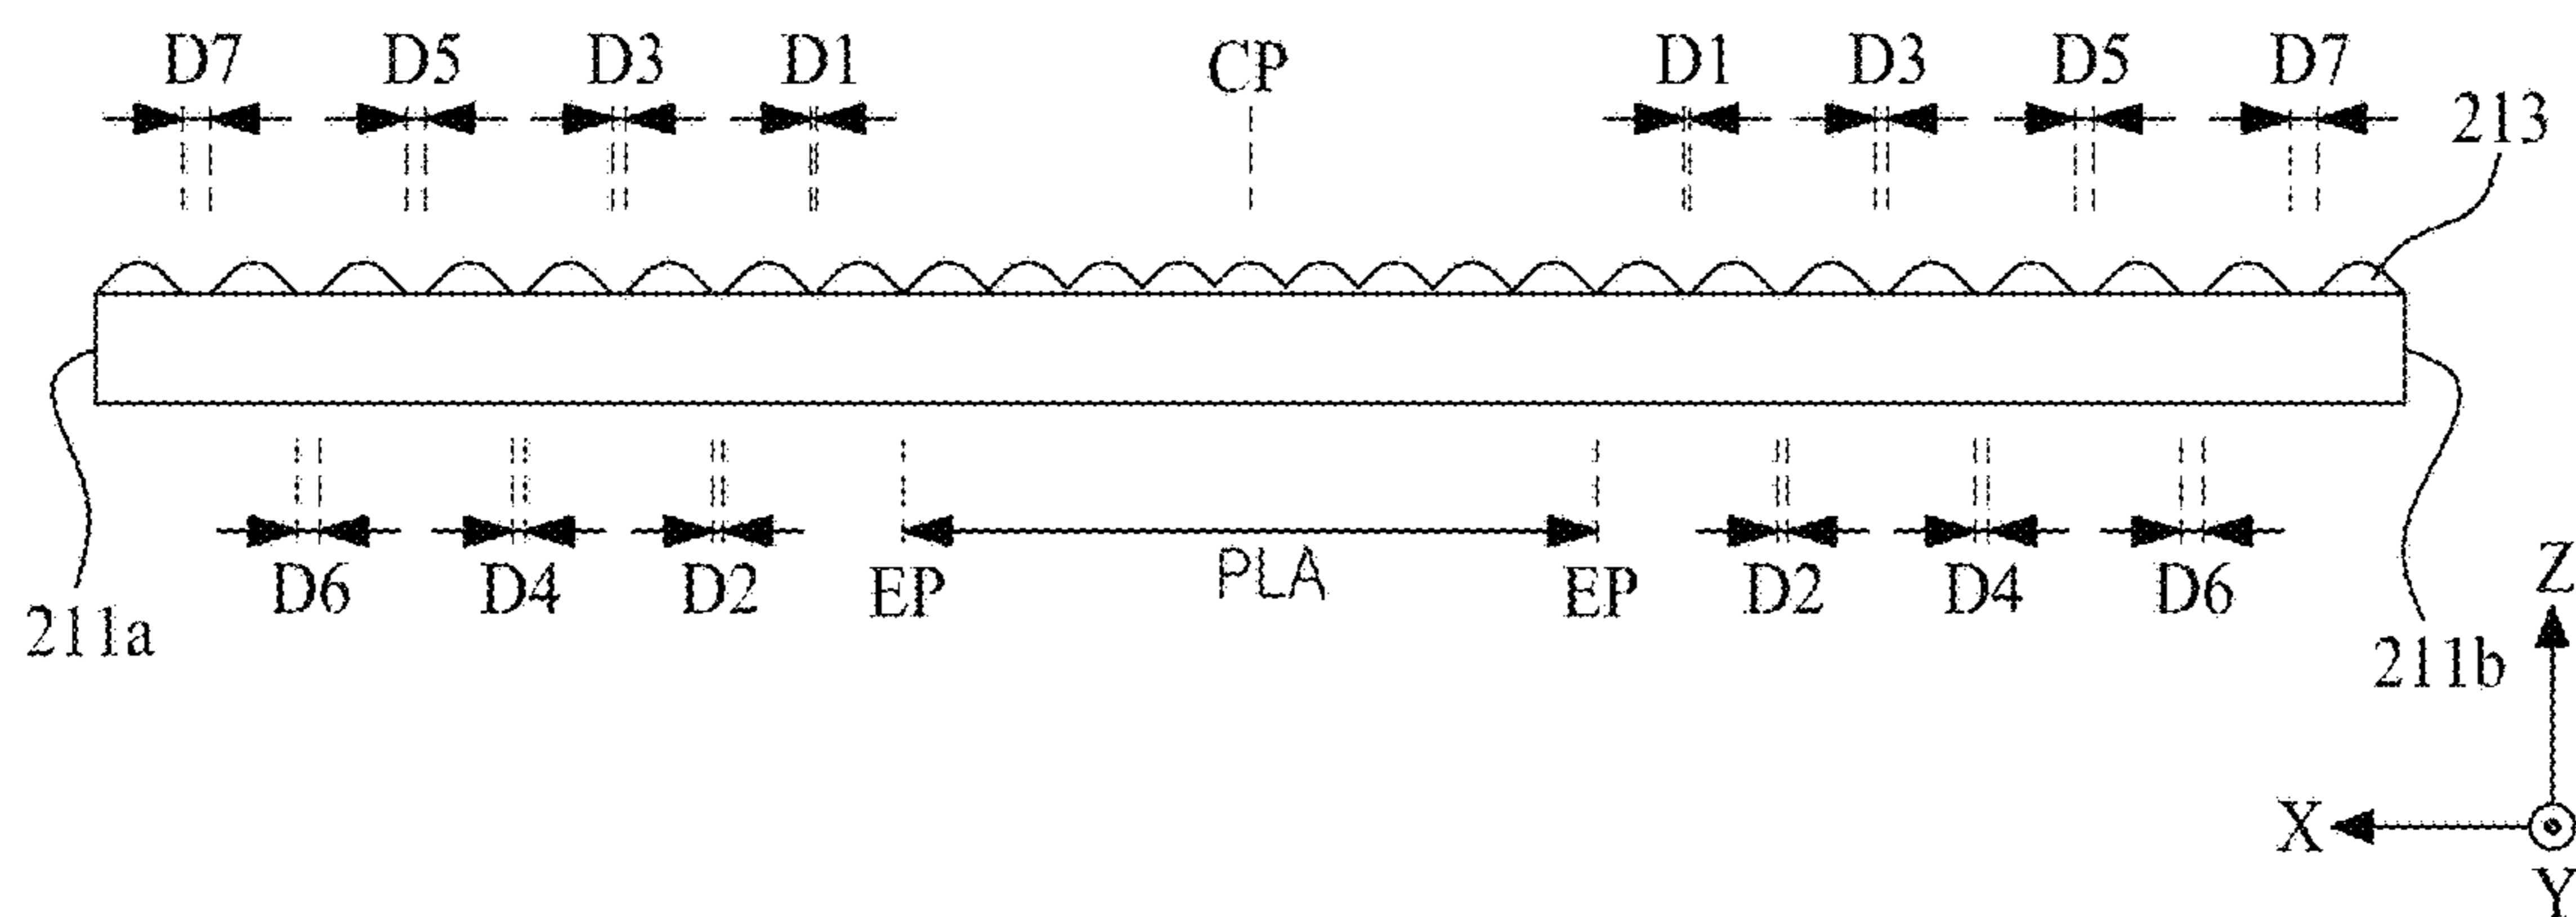 D7 D5 D3 D1 CP D1 D3 D5 D7
213
D6 D4 D2 EP PLA EP D2 D4 D6
211a
211b
Z
X
Y